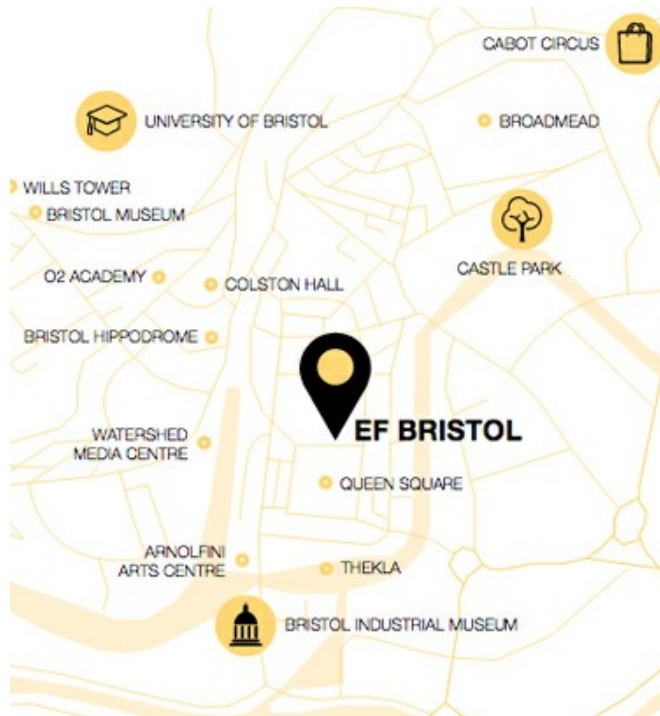 CABOT CIRCUS
UNIVERSITY OF BRISTOL
BROADMEAD
WILLS TOWER
BRISTOL MUSEUM
CASTLE PARK
O2 ACADEMY
COLSTON HALL
BRISTOL HIPPODROME
EF BRISTOL
WATERSHED
MEDIA CENTRE
QUEEN SQUARE
ARNOLFINI
ARTS CENTRE
THEKLA
BRISTOL INDUSTRIAL MUSEUM